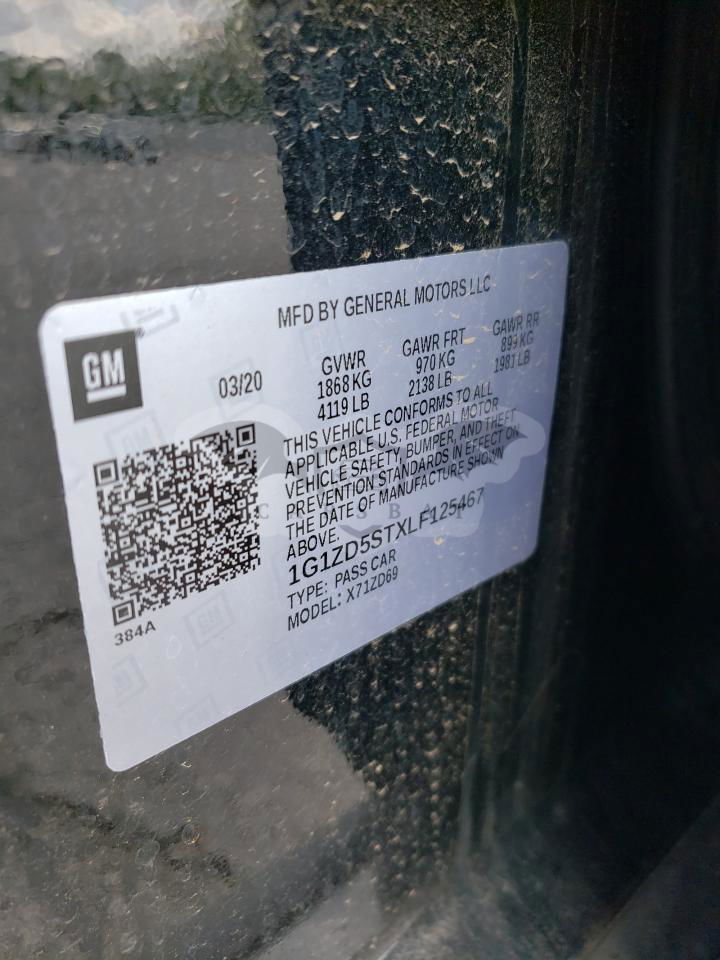 MFD BY GENERAL MOTORS LLC
GM
03/20
GVWR
1868 KG
4119 LB
GAWR FRT
970 KG
2138 LB
GAWR RR
899 KG
1981 LB
THIS VEHICLE CONFORMS TO ALL
APPLICABLE U.S. FEDERAL MOTOR
VEHICLE SAFETY, BUMPER, AND THEFT
PREVENTION STANDARDS IN EFFECT ON
THE DATE OF MANUFACTURE SHOWN
ABOVE.
1G1ZD5STXLF125467
TYPE: PASS CAR
MODEL: X71ZD69
384A